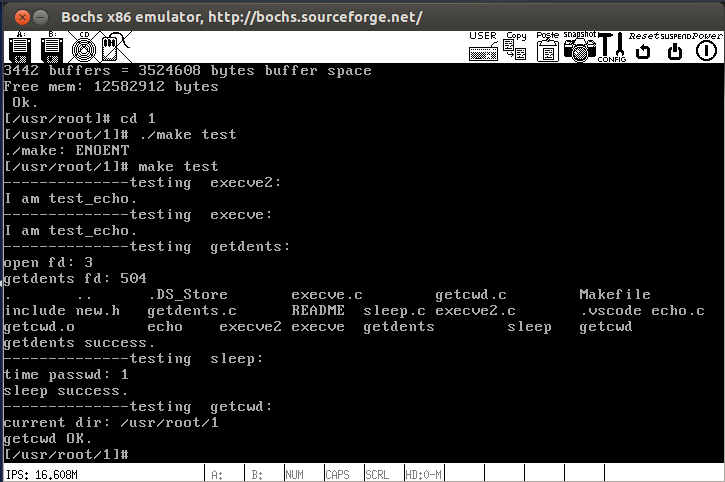 Bochs x86 emulator, http://bochs.sourceforge.net/
A: B: CD USER Copy Paste snapshot CONFIG Reset SUSPEND Power
3442 buffers = 3524608 bytes buffer space
Free mem: 12582912 bytes
 Ok.
[/usr/root]# cd 1
[/usr/root/1]# ./make test
./make: ENOENT
[/usr/root/1]# make test
--------------testing  execve2:
I am test_echo.
--------------testing  execve:
I am test_echo.
--------------testing  getdents:
open fd: 3
getdents fd: 504
.       ..      .DS_Store       execve.c        getcwd.c        Makefile
include new.h   getdents.c      README  sleep.c execve2.c       .vscode echo.c
getcwd.o        echo    execve2 execve  getdents        sleep   getcwd
getdents success.
--------------testing  sleep:
time passwd: 1
sleep success.
--------------testing  getcwd:
current dir: /usr/root/1
getcwd OK.
[/usr/root/1]#
IPS: 16.608M A: B: NUM CAPS SCRL HD:0-M